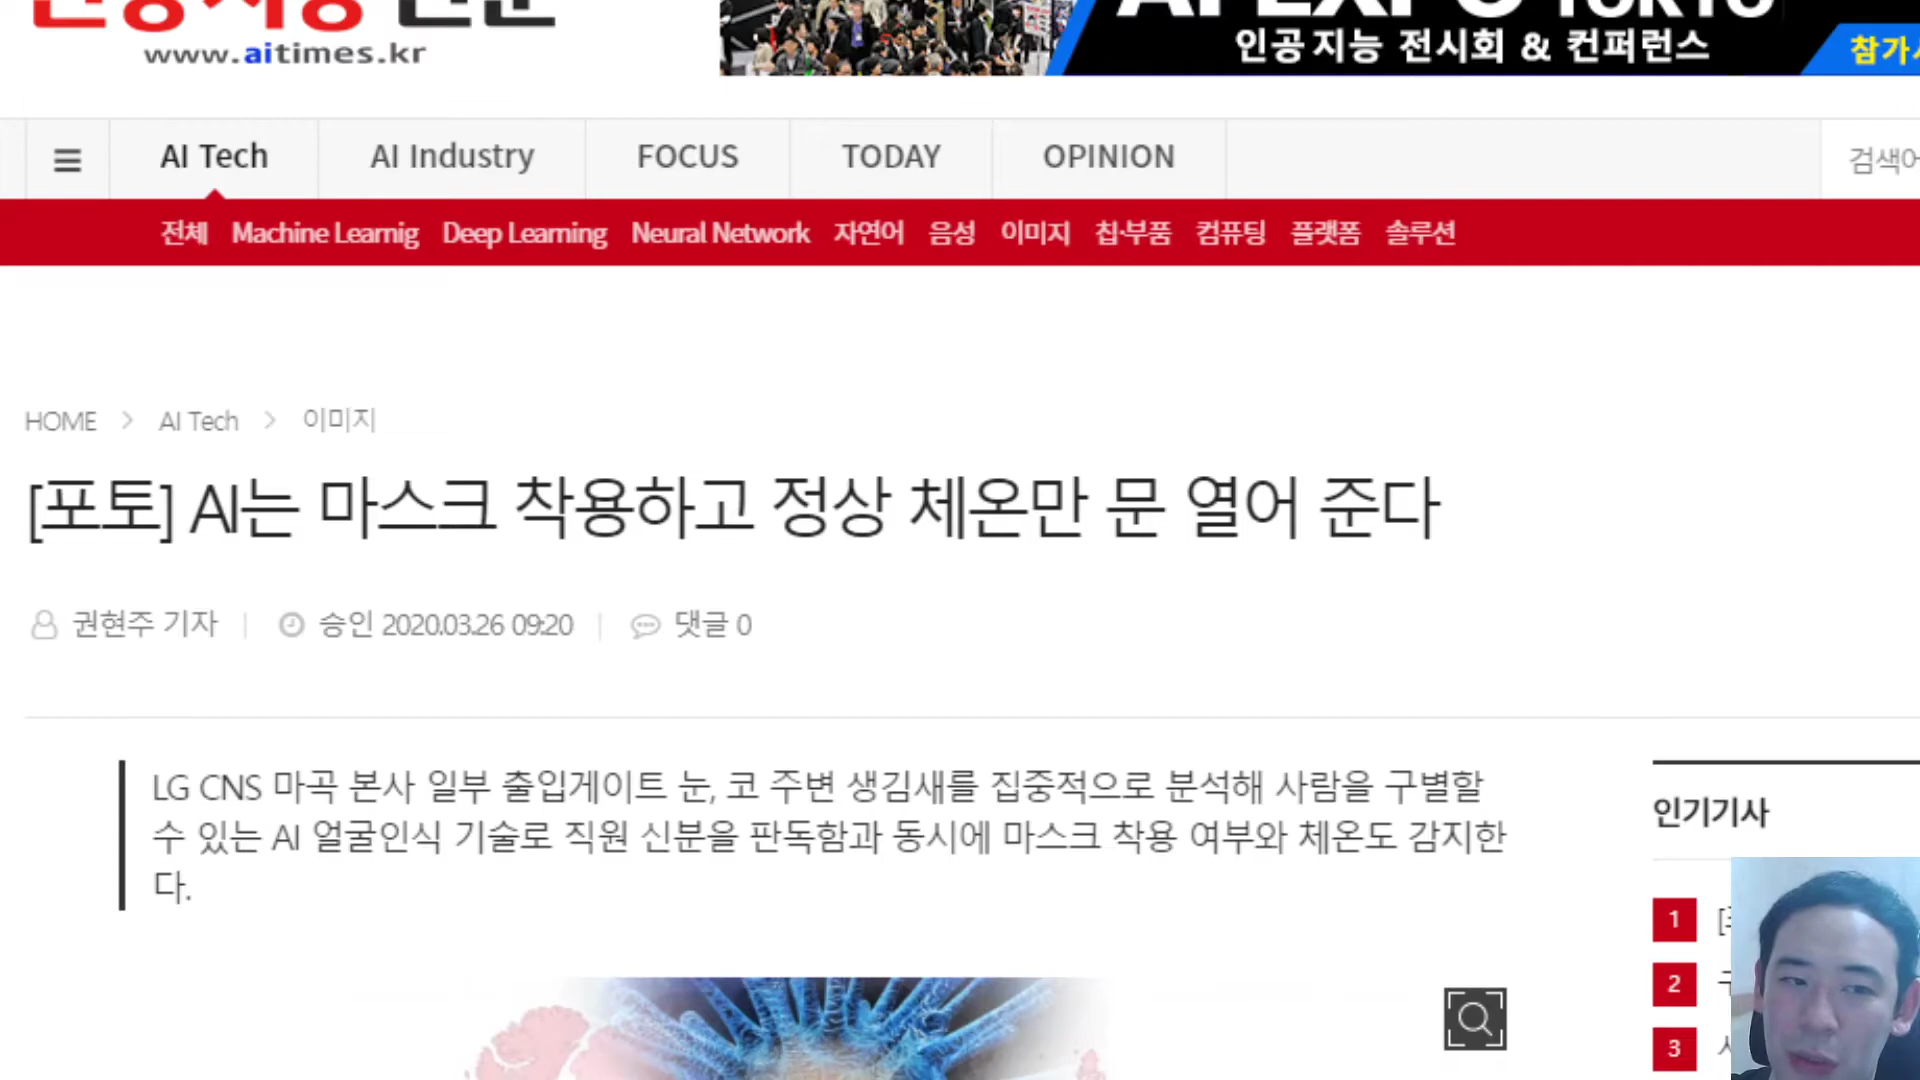 www.aitimes.kr
인공지능 전시회 & 컨퍼런스
AI Tech
AI Industry
FOCUS
TODAY
OPINION
전체
Machine Learnig
Deep Learning
Neural Network
자연어
음성
이미지
칩·부품
컴퓨팅
플랫폼
솔루션
HOME > AI Tech > 이미지
[포토] AI는 마스크 착용하고 정상 체온만 문 열어 준다
권현주 기자 | 승인 2020.03.26 09:20 | 댓글 0
LG CNS 마곡 본사 일부 출입게이트 눈, 코 주변 생김새를 집중적으로 분석해 사람을 구별할
수 있는 AI 얼굴인식 기술로 직원 신분을 판독함과 동시에 마스크 착용 여부와 체온도 감지한
다.
인기기사
1
2
3